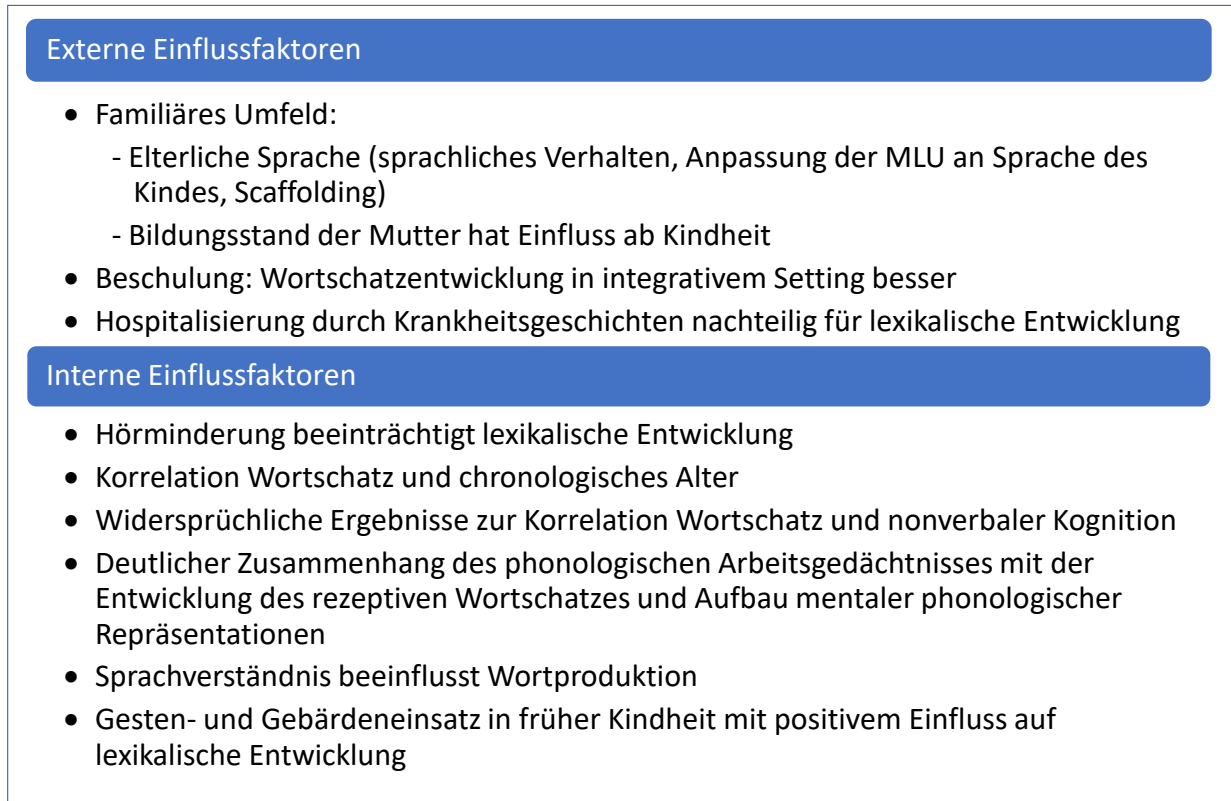 Externe Einflussfaktoren
• Familiäres Umfeld:
- Elterliche Sprache (sprachliches Verhalten, Anpassung der MLU an Sprache des
Kindes, Scaffolding)
- Bildungsstand der Mutter hat Einfluss ab Kindheit
• Beschulung: Wortschatzentwicklung in integrativem Setting besser
• Hospitalisierung durch Krankheitsgeschichten nachteilig für lexikalische Entwicklung
Interne Einflussfaktoren
• Hörminderung beeinträchtigt lexikalische Entwicklung
• Korrelation Wortschatz und chronologisches Alter
• Widersprüchliche Ergebnisse zur Korrelation Wortschatz und nonverbaler Kognition
• Deutlicher Zusammenhang des phonologischen Arbeitsgedächtnisses mit der
Entwicklung des rezeptiven Wortschatzes und Aufbau mentaler phonologischer
Repräsentationen
• Sprachverständnis beeinflusst Wortproduktion
• Gesten- und Gebärdeneinsatz in früher Kindheit mit positivem Einfluss auf
lexikalische Entwicklung